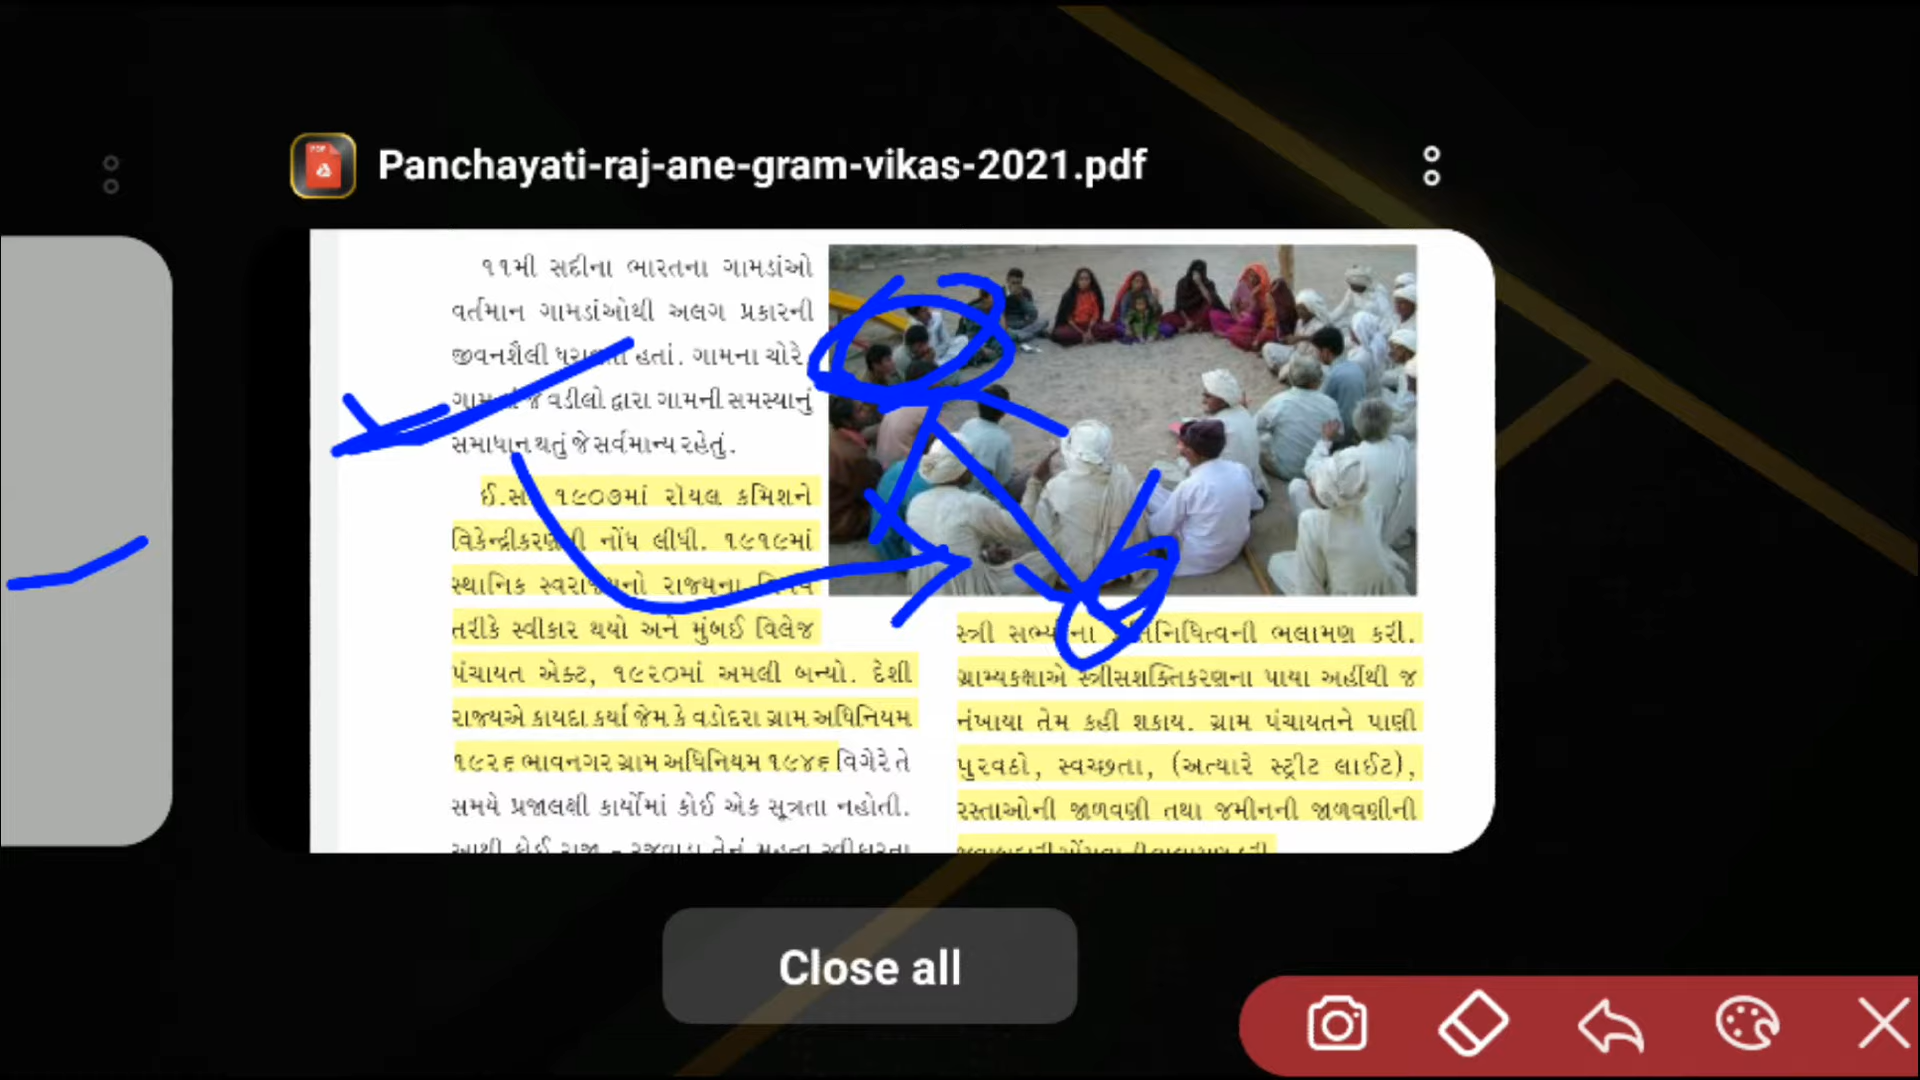 Panchayati-raj-ane-gram-vikas-2021.pdf
૧૧મી સદીના ભારતના ગામડાંઓ
વર્તમાન ગામડાંઓથી અલગ પ્રકારની
જીવનશૈલી હતાં. ગામના ચોરે,
જ વડીલો દ્વારા ગામની સમસ્યાનું
સમાધાન થતું જે સર્વમાન્ય રહેતું.
૧૯૦૭માં રૉયલ કમિશને
નોંધ લીધી. ૧૯૧૯માં
સ્થાનિક રાજ્યના
તરીકે સ્વીકાર થયો અને મુંબઈ વિલેજ
પંચાયત એક્ટ, ૧૯૨૦માં અમલી બન્યો. દેશી
રાજ્યએ કાયદા કર્યા જેમ કે વડોદરા ગ્રામ અધિનિયમ
૧૯૨૬ ભાવનગર ગ્રામ અધિનિયમ ૧૯૪૬ વિગેરે તે
સમયે પ્રજાલક્ષી કાર્યોમાં કોઈ એક સૂત્રતા નહોતી.
સ્ત્રી ભલામણ કરી.
ગ્રામ્યકક્ષાએ સ્ત્રીસશક્તિકરણના પાયા અહીંથી જ
નંખાયા તેમ કહી શકાય. ગ્રામ પંચાયતને પાણી
પુરવઠો, સ્વચ્છતા, (અત્યારે સ્ટ્રીટ લાઈટ),
રસ્તાઓની જાળવણી તથા જમીનની જાળવણીની
Close all